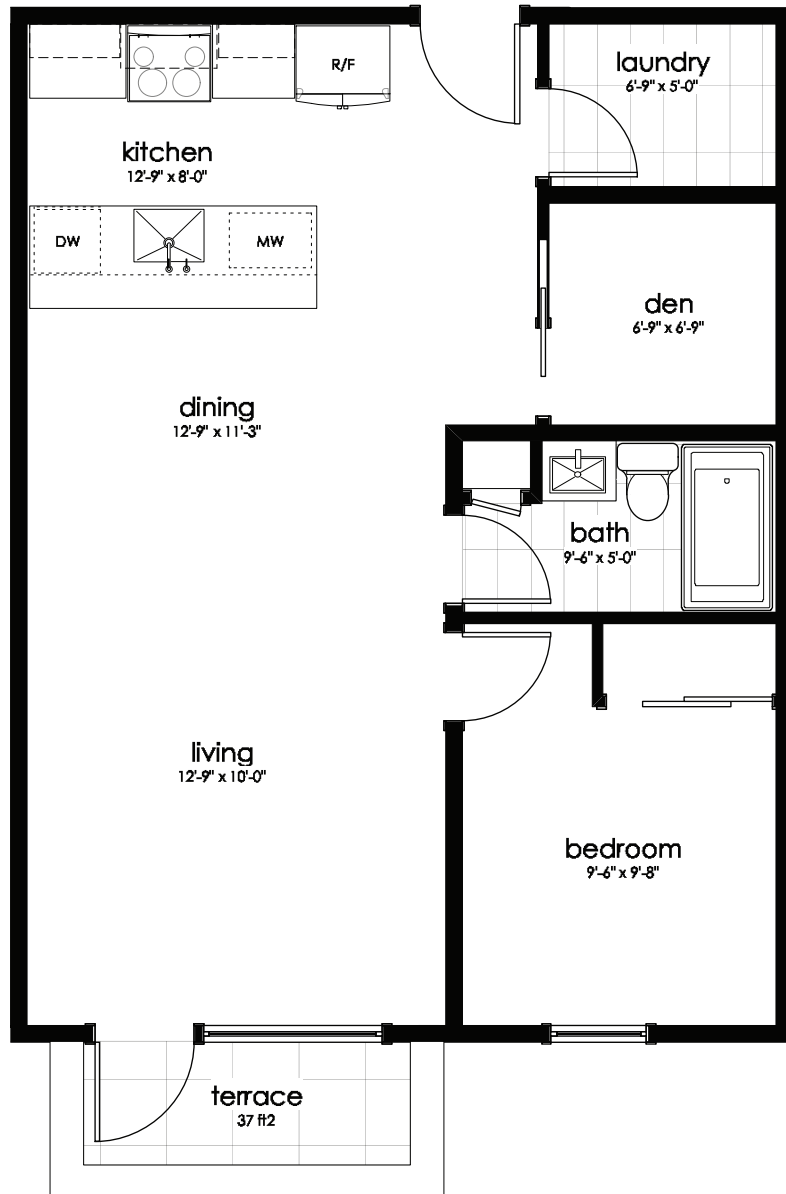 R/F
laundry
6'-9" x 5'-0"
kitchen
12'-9" x 8'-0"
DW
MW
den
6'-9" x 6'-9"
dining
12'-9" x 11'-3"
bath
9'-6" x 5'-0"
living
12'-9" x 10'-0"
bedroom
9'-6" x 9'-8"
terrace
37 ft2